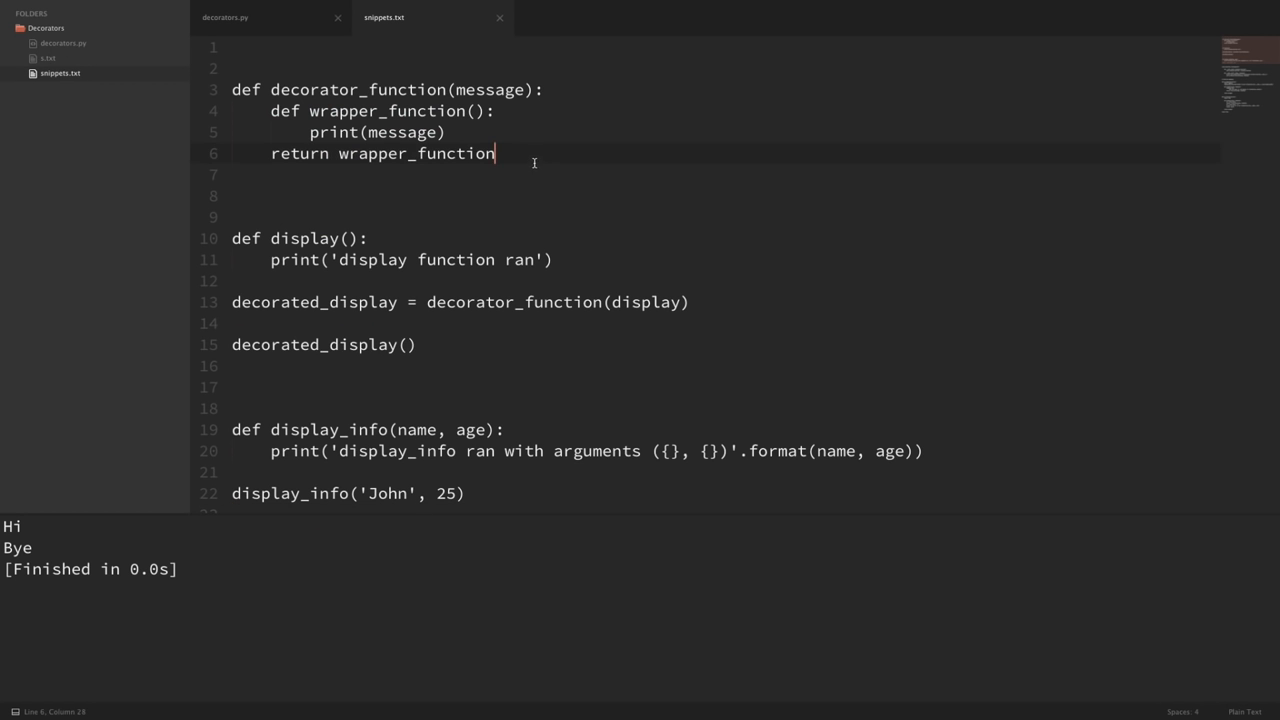 FOLDERS
Decorators
decorators.py
s.txt
snippets.txt
decorators.py ×
snippets.txt ×
1
2
3 def decorator_function(message):
4     def wrapper_function():
5         print(message)
6     return wrapper_function
7
8
9
10 def display():
11     print('display function ran')
12
13 decorated_display = decorator_function(display)
14
15 decorated_display()
16
17
18
19 def display_info(name, age):
20     print('display_info ran with arguments ({}, {})'.format(name, age))
21
22 display_info('John', 25)
Hi
Bye
[Finished in 0.0s]
Line 6, Column 28
Spaces: 4
Plain Text